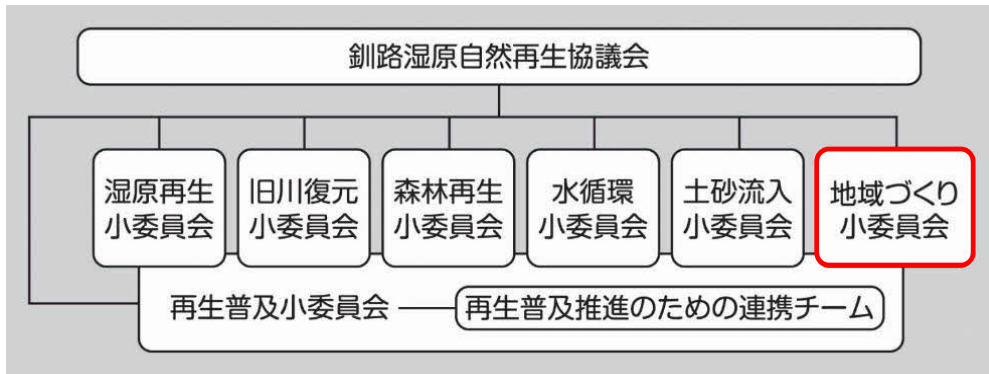 釧路湿原自然再生協議会
湿原再生
小委員会
旧川復元
小委員会
森林再生
小委員会
水循環
小委員会
土砂流入
小委員会
地域づくり
小委員会
再生普及小委員会
再生普及推進のための連携チーム